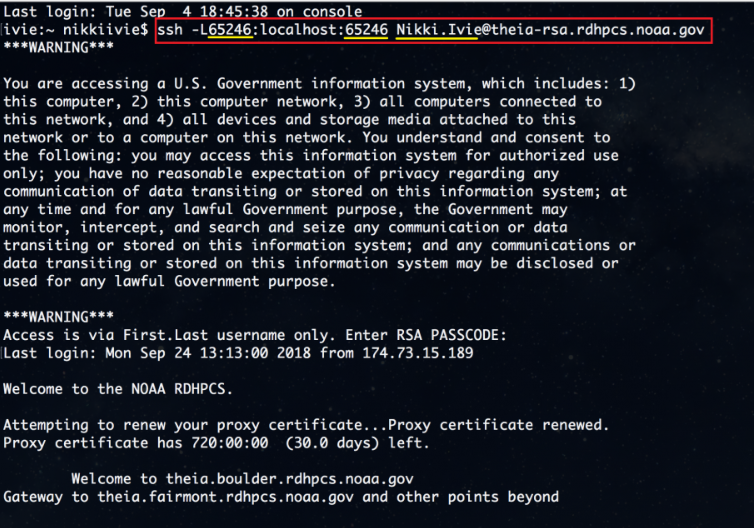 Last login: Tue Sep  4 18:45:38 on console
[ivie:~ nikkiivie$ ssh -L65246:localhost:65246 Nikki.Ivie@theia-rsa.rdhpcs.noaa.gov
***WARNING***

You are accessing a U.S. Government information system, which includes: 1)
this computer, 2) this computer network, 3) all computers connected to
this network, and 4) all devices and storage media attached to this
network or to a computer on this network. You understand and consent to
the following: you may access this information system for authorized use
only; you have no reasonable expectation of privacy regarding any
communication of data transiting or stored on this information system; at
any time and for any lawful Government purpose, the Government may
monitor, intercept, and search and seize any communication or data
transiting or stored on this information system; and any communications or
data transiting or stored on this information system may be disclosed or
used for any lawful Government purpose.

***WARNING***
Access is via First.Last username only. Enter RSA PASSCODE:
[Last login: Mon Sep 24 13:13:00 2018 from 174.73.15.189

Welcome to the NOAA RDHPCS.

Attempting to renew your proxy certificate...Proxy certificate renewed.
Proxy certificate has 720:00:00  (30.0 days) left.

        Welcome to theia.boulder.rdhpcs.noaa.gov
Gateway to theia.fairmont.rdhpcs.noaa.gov and other points beyond